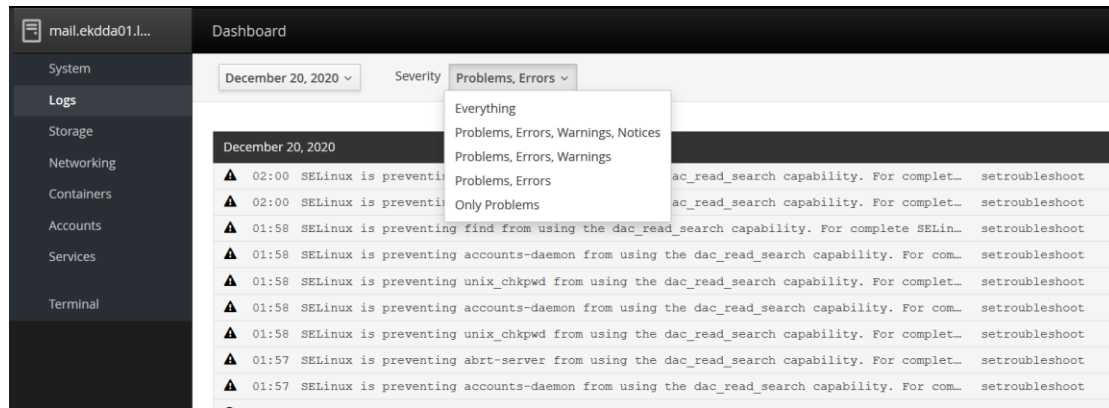 mail.ekdda01.l...
Dashboard
System
Logs
Storage
Networking
Containers
Accounts
Services
Terminal
December 20, 2020
Severity
Problems, Errors
Everything
Problems, Errors, Warnings, Notices
Problems, Errors, Warnings
Problems, Errors
Only Problems
December 20, 2020
02:00 SELinux is preventi ac_read_search capability. For complet… setroubleshoot
02:00 SELinux is preventi ac_read_search capability. For complet… setroubleshoot
01:58 SELinux is preventing find from using the dac_read_search capability. For complete SELin… setroubleshoot
01:58 SELinux is preventing accounts-daemon from using the dac_read_search capability. For com… setroubleshoot
01:58 SELinux is preventing unix_chkpwd from using the dac_read_search capability. For complet… setroubleshoot
01:58 SELinux is preventing accounts-daemon from using the dac_read_search capability. For com… setroubleshoot
01:58 SELinux is preventing unix_chkpwd from using the dac_read_search capability. For complet… setroubleshoot
01:57 SELinux is preventing abrt-server from using the dac_read_search capability. For complet… setroubleshoot
01:57 SELinux is preventing accounts-daemon from using the dac_read_search capability. For com… setroubleshoot